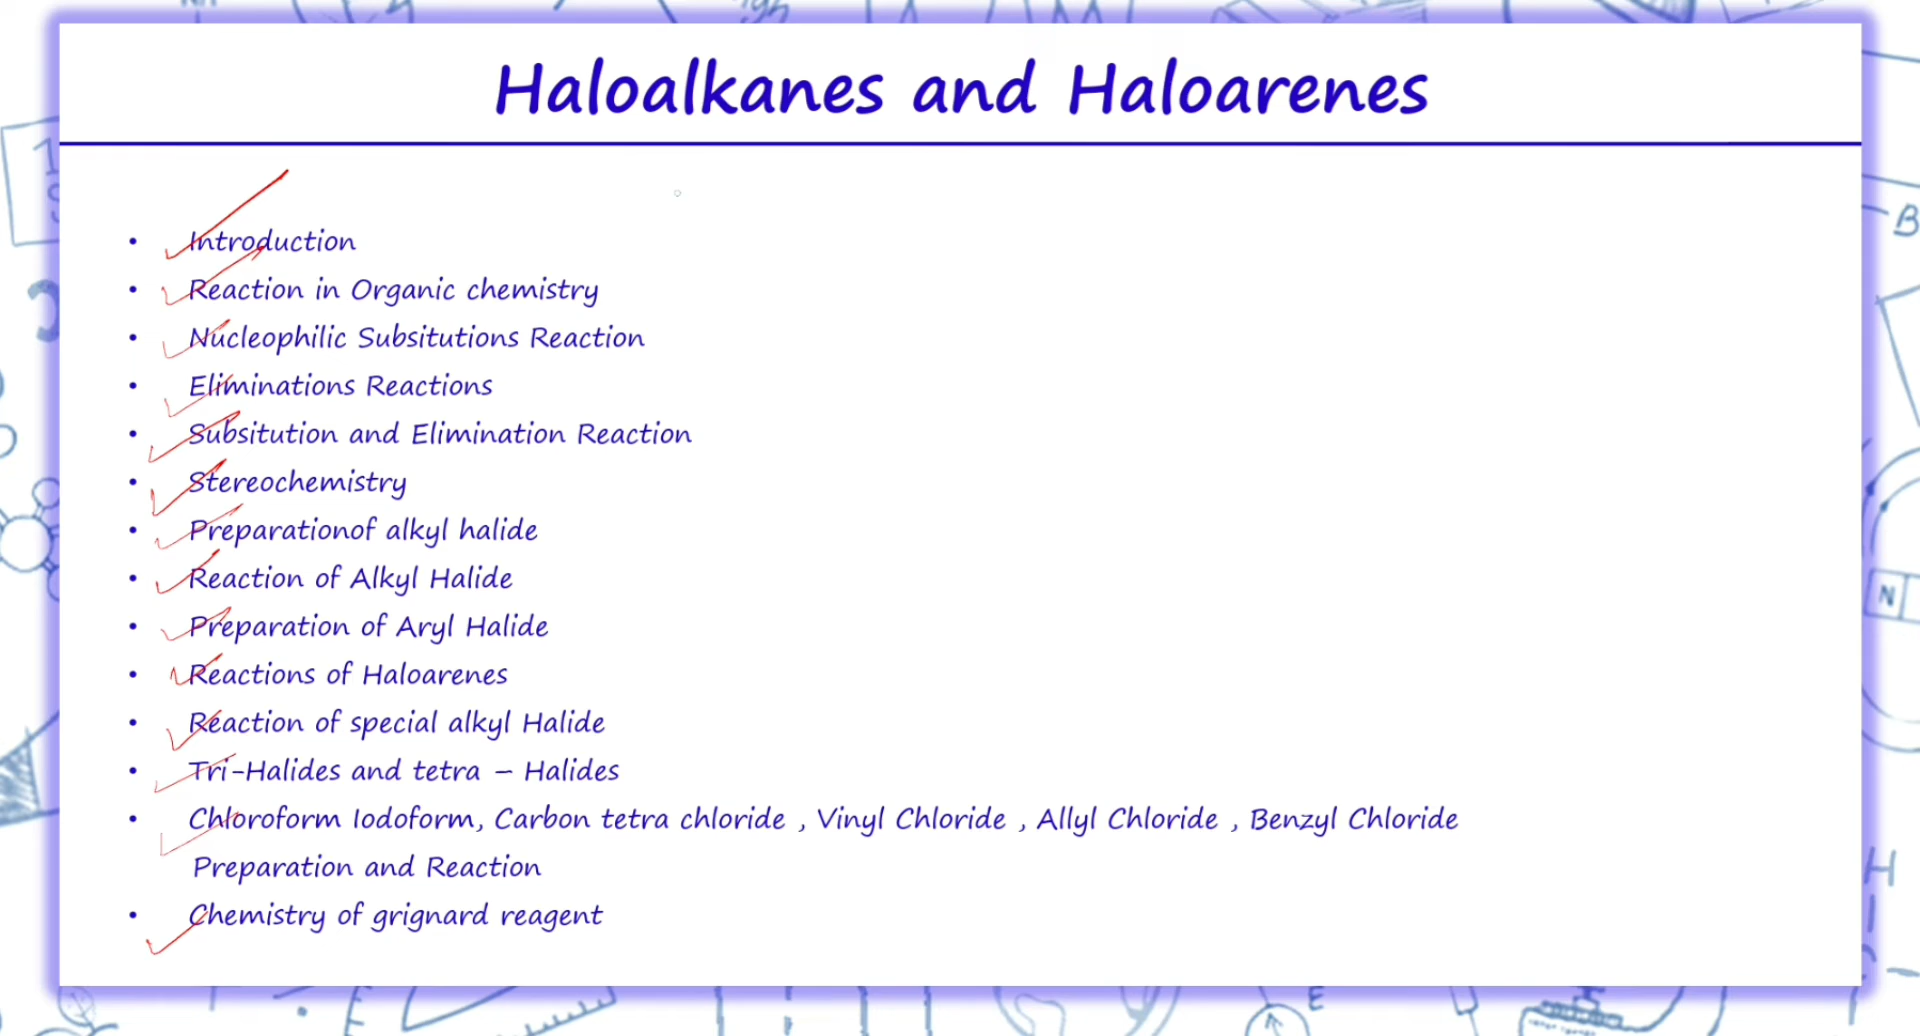 Haloalkanes and Haloarenes
• Introduction
• Reaction in Organic chemistry
• Nucleophilic Subsitutions Reaction
• Eliminations Reactions
• Subsitution and Elimination Reaction
• Stereochemistry
• Preparationof alkyl halide
• Reaction of Alkyl Halide
• Preparation of Aryl Halide
• Reactions of Haloarenes
• Reaction of special alkyl Halide
• Tri-Halides and tetra – Halides
• Chloroform Iodoform, Carbon tetra chloride , Vinyl Chloride , Allyl Chloride , Benzyl Chloride
Preparation and Reaction
• Chemistry of grignard reagent
B
N
H
E